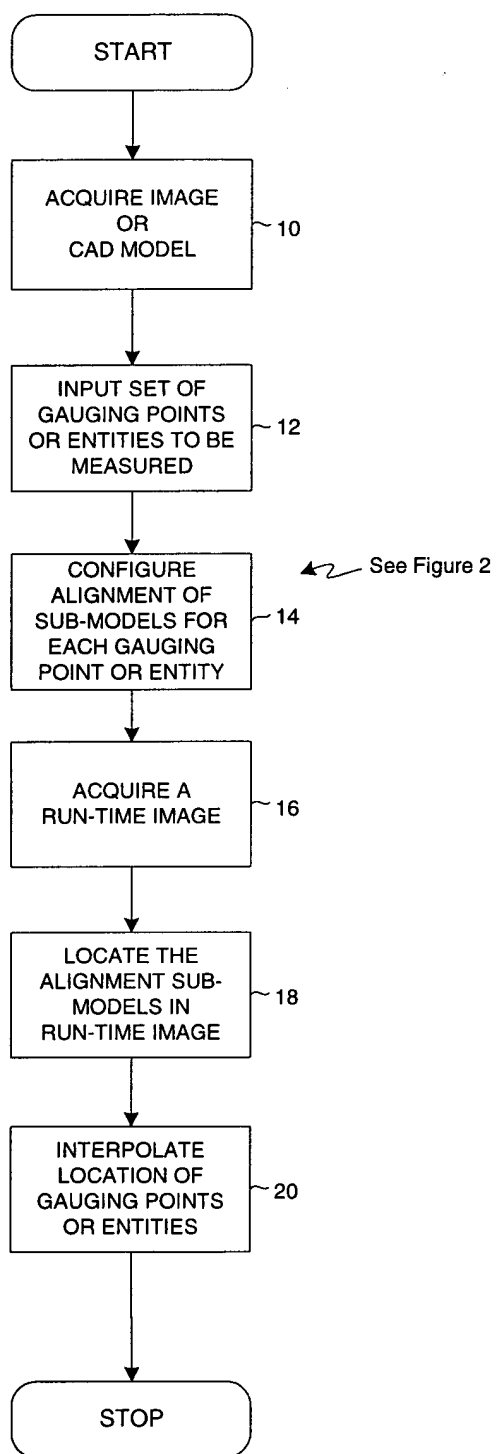 START
ACQUIRE IMAGE
OR
CAD MODEL
10
INPUT SET OF
GAUGING POINTS
OR ENTITIES TO BE
MEASURED
12
See Figure 2
CONFIGURE
ALIGNMENT OF
SUB-MODELS FOR
EACH GAUGING
POINT OR ENTITY
14
ACQUIRE A
RUN-TIME IMAGE
16
LOCATE THE
ALIGNMENT SUB-
MODELS IN
RUN-TIME IMAGE
18
INTERPOLATE
LOCATION OF
GAUGING POINTS
OR ENTITIES
20
STOP